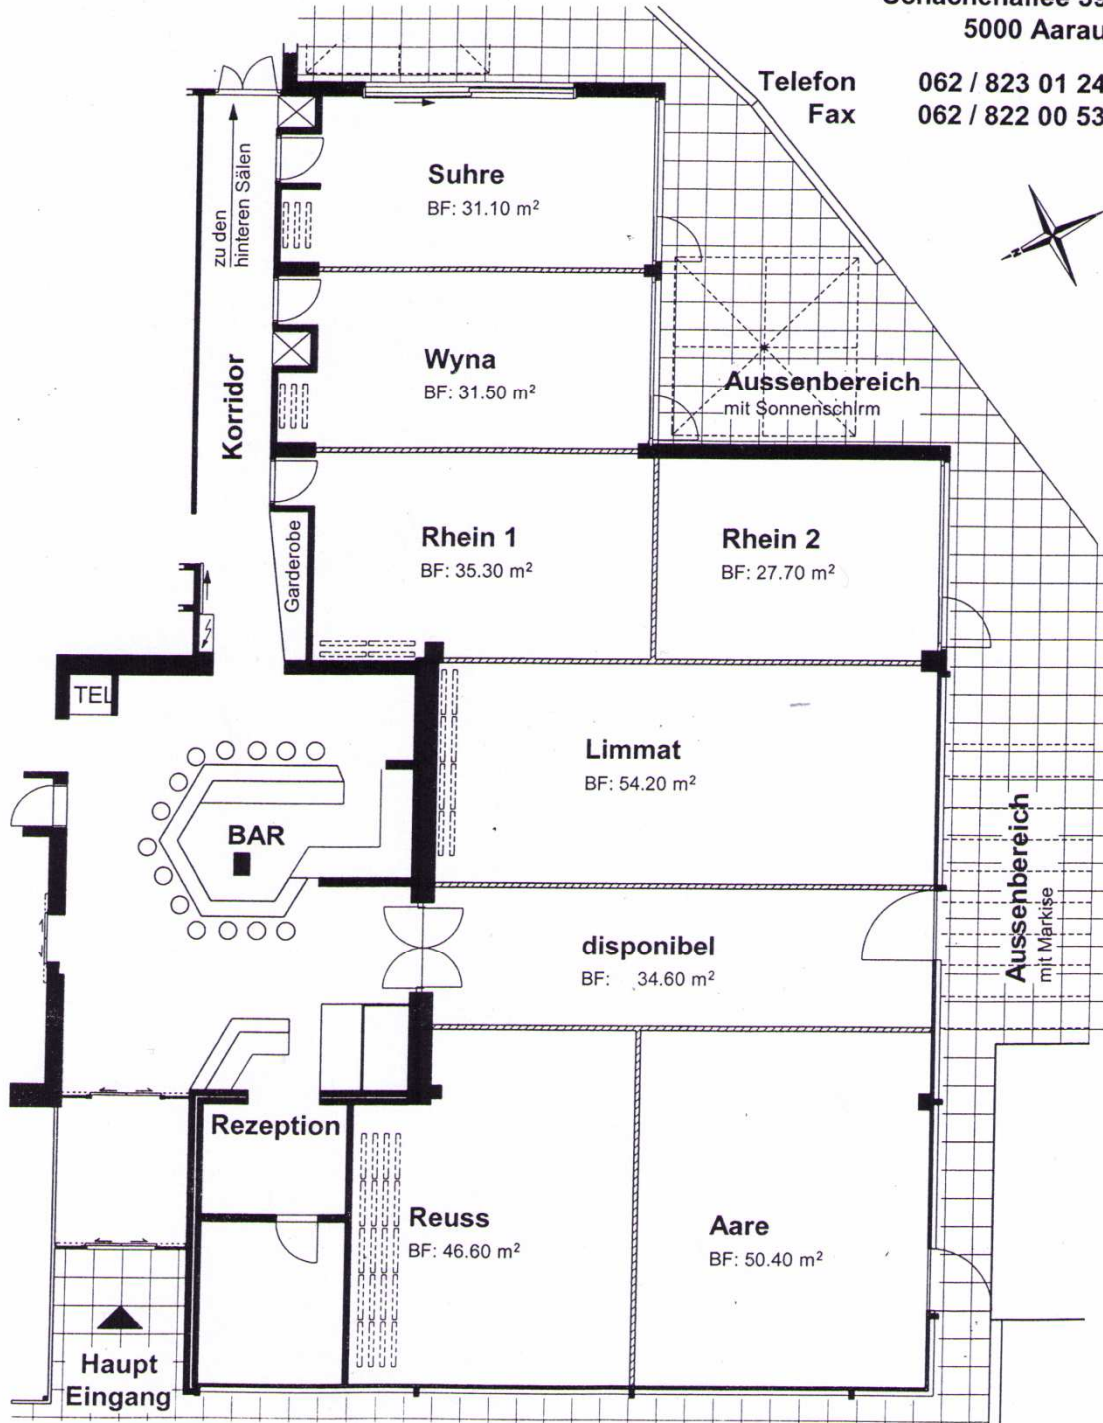 5000 Aarau
Telefon 062 / 823 01 24
Fax 062 / 822 00 53
zu den
hinteren Sälen
Suhre
BF: 31.10 m²
N
Korridor
Wyna
BF: 31.50 m²
Aussenbereich
mit Sonnenschirm
Garderobe
Rhein 1
BF: 35.30 m²
Rhein 2
BF: 27.70 m²
TEL
Limmat
BF: 54.20 m²
BAR
Aussenbereich
mit Markise
disponibel
BF: 34.60 m²
Rezeption
Reuss
BF: 46.60 m²
Aare
BF: 50.40 m²
Haupt
Eingang